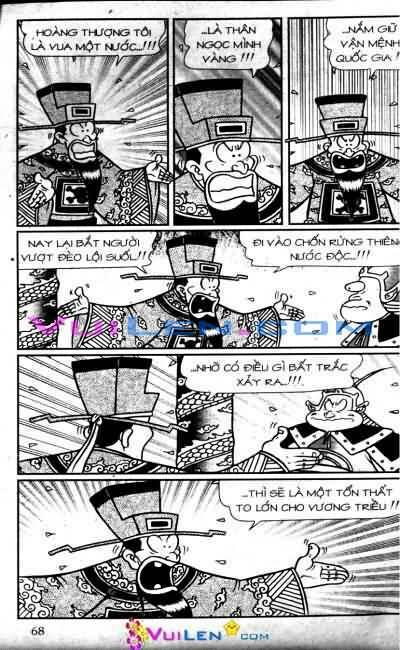 HOÀNG THƯỢNG TÔI
LÀ VUA MỘT NƯỚC...!!!
...LÀ THÂN
NGỌC MÌNH
VÀNG !!!
...NẮM GIỮ
VẬN MỆNH
QUỐC GIA !!!
NAY LẠI BẮT NGƯỜI
VƯỢT ĐÈO LỘI SUỐI...!!!
ĐI VÀO CHỐN RỪNG THIÊNG
NƯỚC ĐỘC...!!!
VUILEN.COM
...NHỠ CÓ ĐIỀU GÌ BẤT TRẮC
XẢY RA...!!!
...THÌ SẼ LÀ MỘT TỔN THẤT
TO LỚN CHO VƯƠNG TRIỀU !!!
68
VUILEN.COM